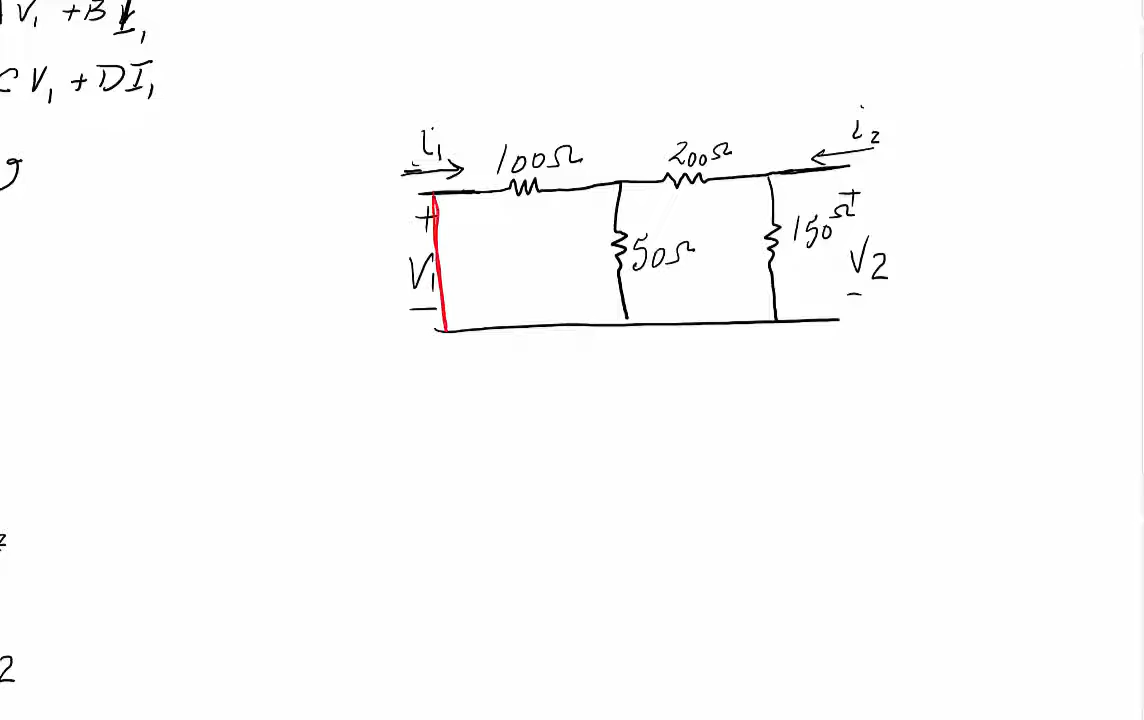 V₁ + B I₁
C V₁ + D I₁
i₁
i₂
100Ω
200Ω
+
+
150Ω
50Ω
V₁
V2
−
−
2